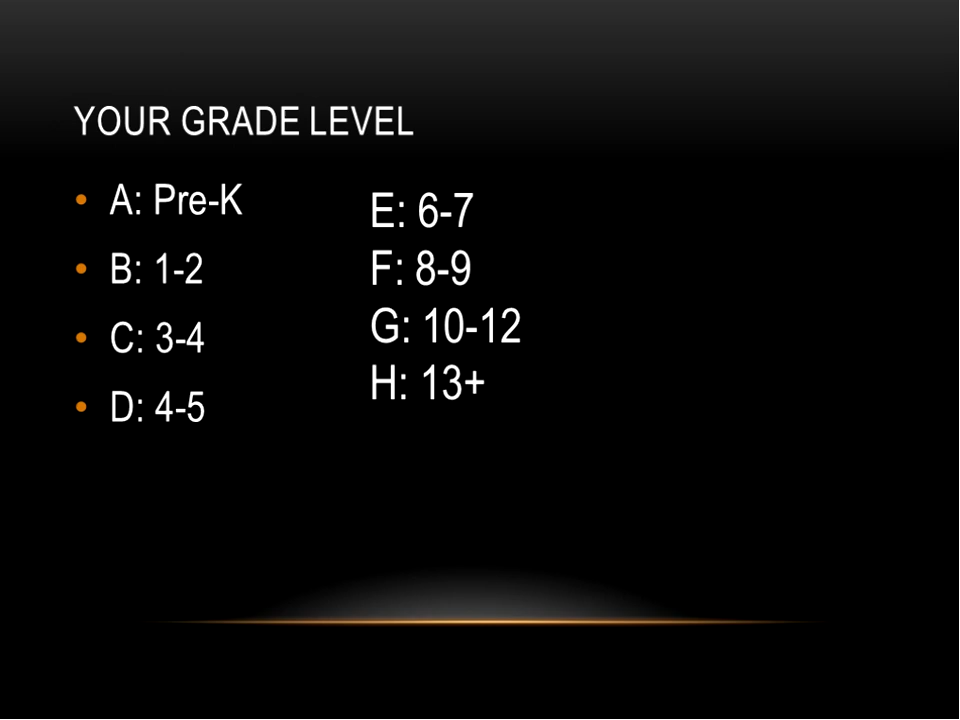 YOUR GRADE LEVEL
• A: Pre-K
• B: 1-2
• C: 3-4
• D: 4-5
E: 6-7
F: 8-9
G: 10-12
H: 13+